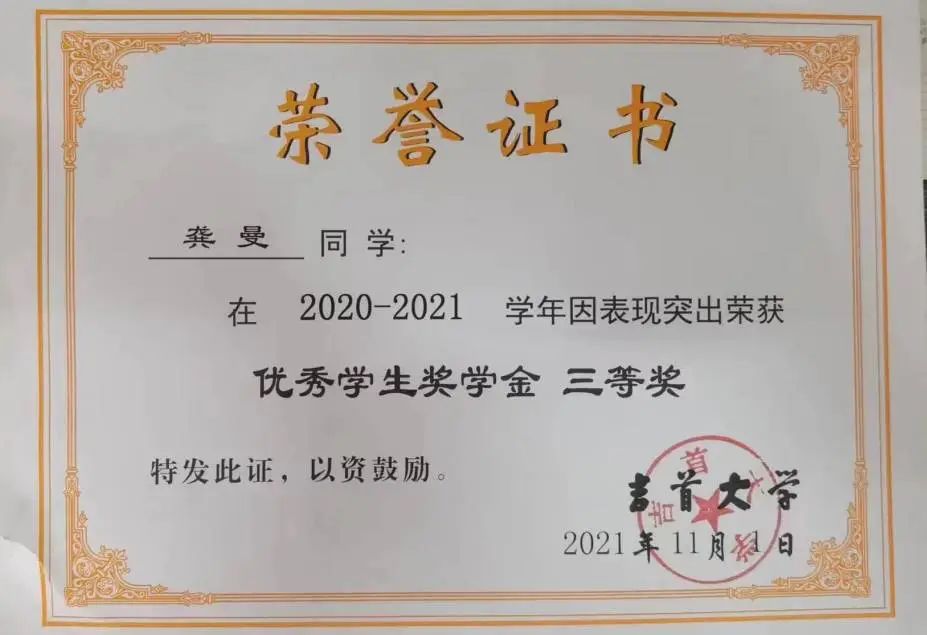 荣誉证书
龚曼 同学:
在 2020-2021 学年因表现突出荣获
优秀学生奖学金 三等奖
特发此证，以资鼓励。
吉首大学
2021年11月1日